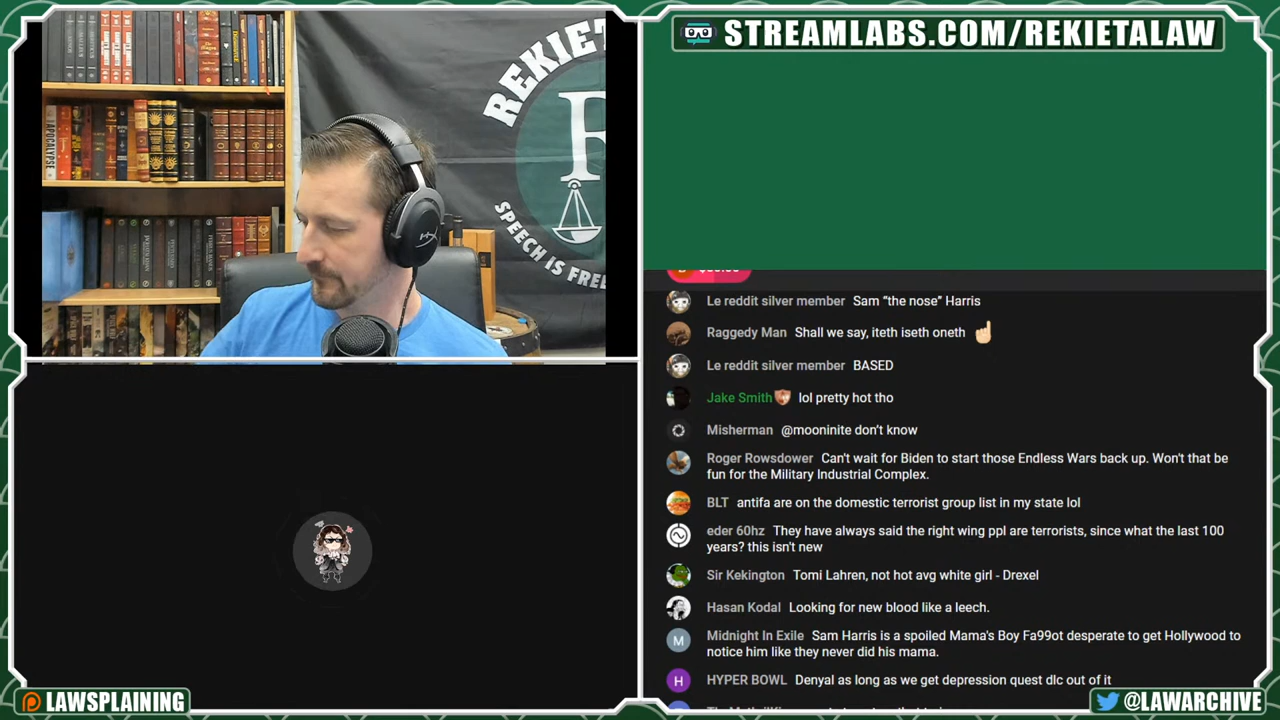 STREAMLABS.COM/REKIETALAW
REKIET
SPEECH IS FREE
APOCALYPSE
Le reddit silver member Sam “the nose” Harris
Raggedy Man Shall we say, iteth iseth oneth ☝🏻
Le reddit silver member BASED
Jake Smith lol pretty hot tho
Misherman @mooninite don’t know
Roger Rowsdower Can't wait for Biden to start those Endless Wars back up. Won't that be
fun for the Military Industrial Complex.
BLT antifa are on the domestic terrorist group list in my state lol
eder 60hz They have always said the right wing ppl are terrorists, since what the last 100
years? this isn't new
Sir Kekington Tomi Lahren, not hot avg white girl - Drexel
Hasan Kodal Looking for new blood like a leech.
M
Midnight In Exile Sam Harris is a spoiled Mama's Boy Fa99ot desperate to get Hollywood to
notice him like they never did his mama.
H
HYPER BOWL Denyal as long as we get depression quest dlc out of it
LAWSPLAINING
@LAWARCHIVE